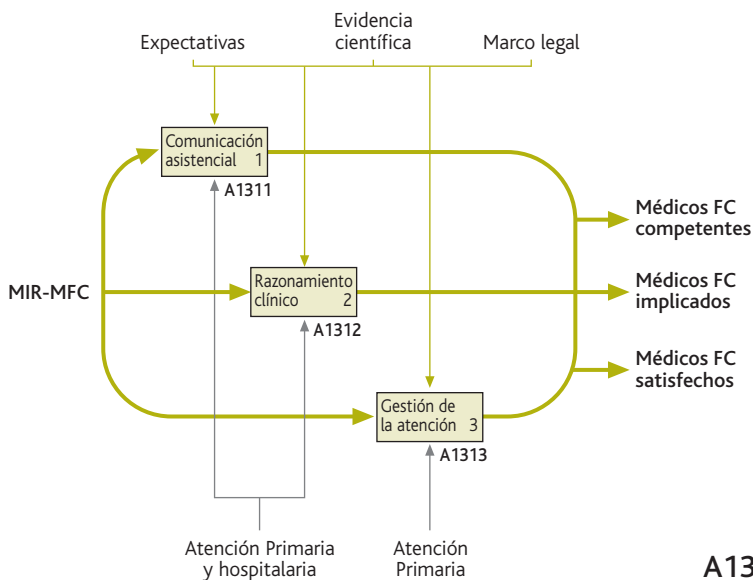 Expectativas
Evidencia
científica
Marco legal
Comunicación
asistencial 1
A1311
MIR-MFC
Razonamiento
clínico 2
A1312
Gestión de
la atención 3
A1313
Médicos FC
competentes
Médicos FC
implicados
Médicos FC
satisfechos
Atención Primaria
y hospitalaria
Atención
Primaria